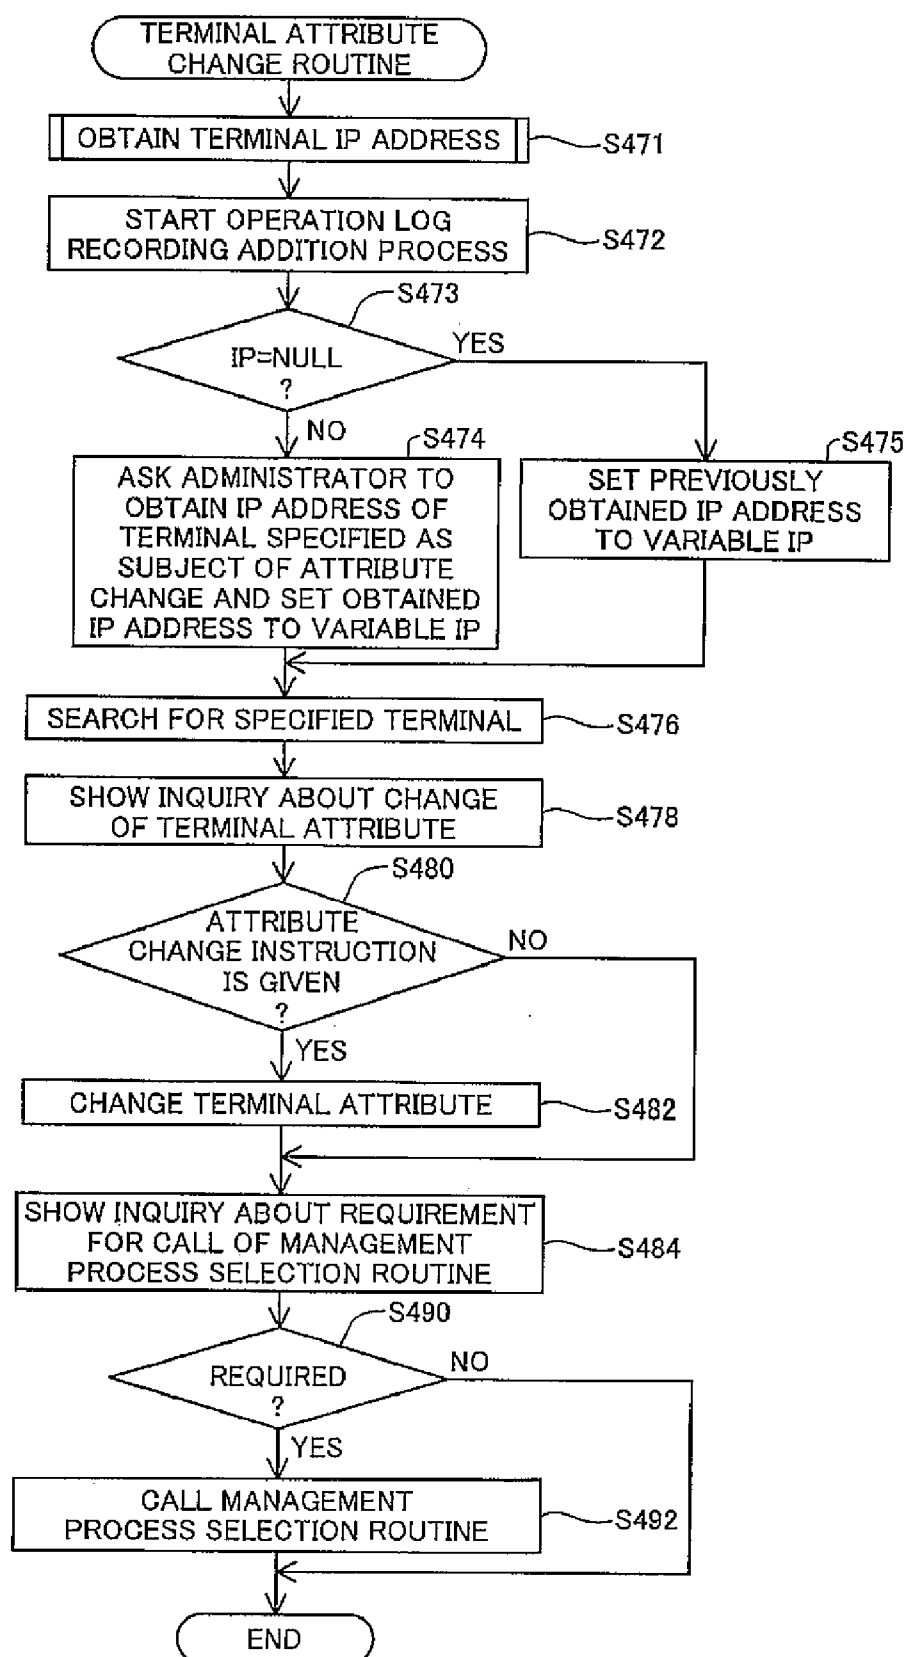 TERMINAL ATTRIBUTE
CHANGE ROUTINE
OBTAIN TERMINAL IP ADDRESS
S471
START OPERATION LOG
RECORDING ADDITION PROCESS
S472
S473
IP=NULL
?
YES
NO
S474
ASK ADMINISTRATOR TO
OBTAIN IP ADDRESS OF
TERMINAL SPECIFIED AS
SUBJECT OF ATTRIBUTE
CHANGE AND SET OBTAINED
IP ADDRESS TO VARIABLE IP
S475
SET PREVIOUSLY
OBTAINED IP ADDRESS
TO VARIABLE IP
SEARCH FOR SPECIFIED TERMINAL
S476
SHOW INQUIRY ABOUT CHANGE
OF TERMINAL ATTRIBUTE
S478
S480
ATTRIBUTE
CHANGE INSTRUCTION
IS GIVEN
?
NO
YES
CHANGE TERMINAL ATTRIBUTE
S482
SHOW INQUIRY ABOUT REQUIREMENT
FOR CALL OF MANAGEMENT
PROCESS SELECTION ROUTINE
S484
S490
REQUIRED
?
NO
YES
CALL MANAGEMENT
PROCESS SELECTION ROUTINE
S492
END